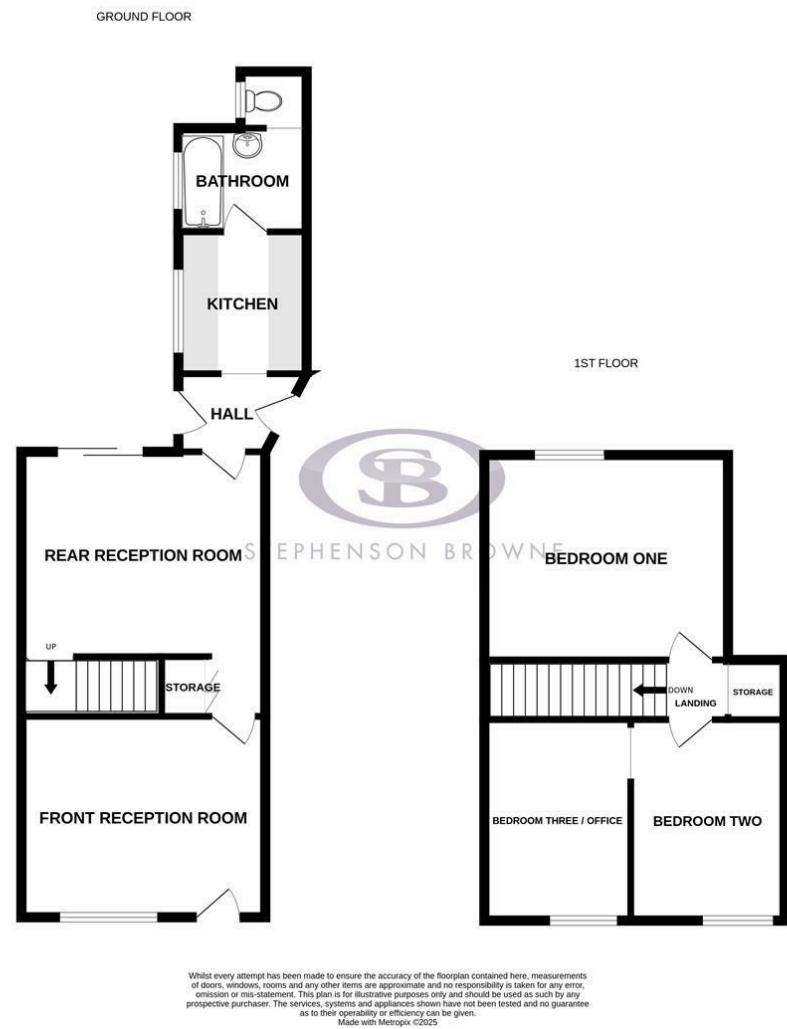 GROUND FLOOR
BATHROOM
KITCHEN
HALL
REAR RECEPTION ROOM
UP
STORAGE
FRONT RECEPTION ROOM
1ST FLOOR
SB
STEPHENSON BROWNE
BEDROOM ONE
DOWN
LANDING
STORAGE
BEDROOM THREE / OFFICE
BEDROOM TWO
Whilst every attempt has been made to ensure the accuracy of the floorplan contained here, measurements
of doors, windows, rooms and any other items are approximate and no responsibility is taken for any error,
omission or mis-statement. This plan is for illustrative purposes only and should be used as such by any
prospective purchaser. The services, systems and appliances shown have not been tested and no guarantee
as to their operability or efficiency can be given.
Made with Metropix ©2025